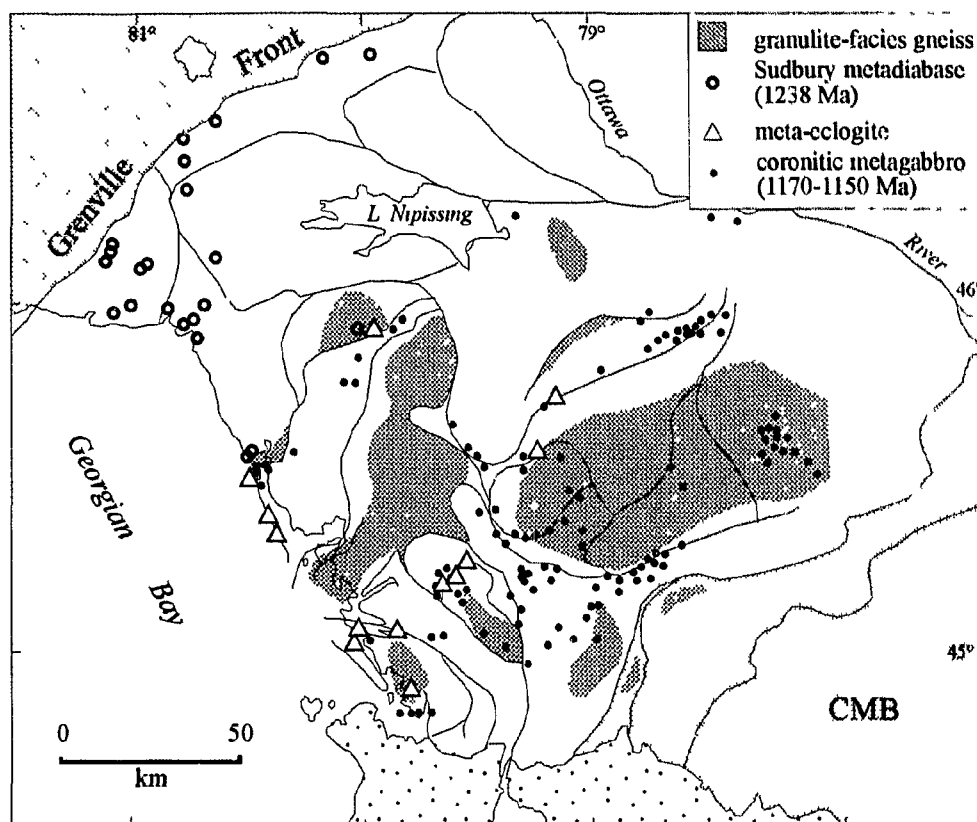 81°
79°
granulite-facies gneiss
Sudbury metadiabase
(1238 Ma)
meta-eclogite
coronitic metagabbro
(1170-1150 Ma)
Grenville Front
Ottawa
River
L Nipissing
46°
Georgian
Bay
45°
CMB
0 50
km